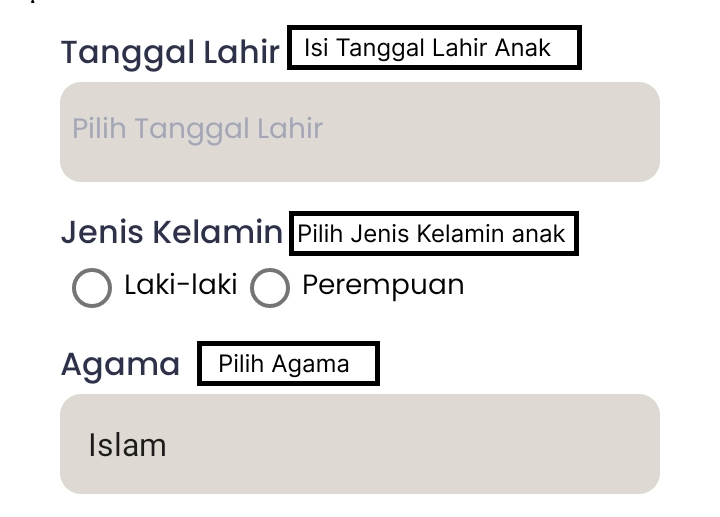 Tanggal Lahir Isi Tanggal Lahir Anak
Pilih Tanggal Lahir
Jenis Kelamin Pilih Jenis Kelamin anak
Laki-laki Perempuan
Agama Pilih Agama
Islam